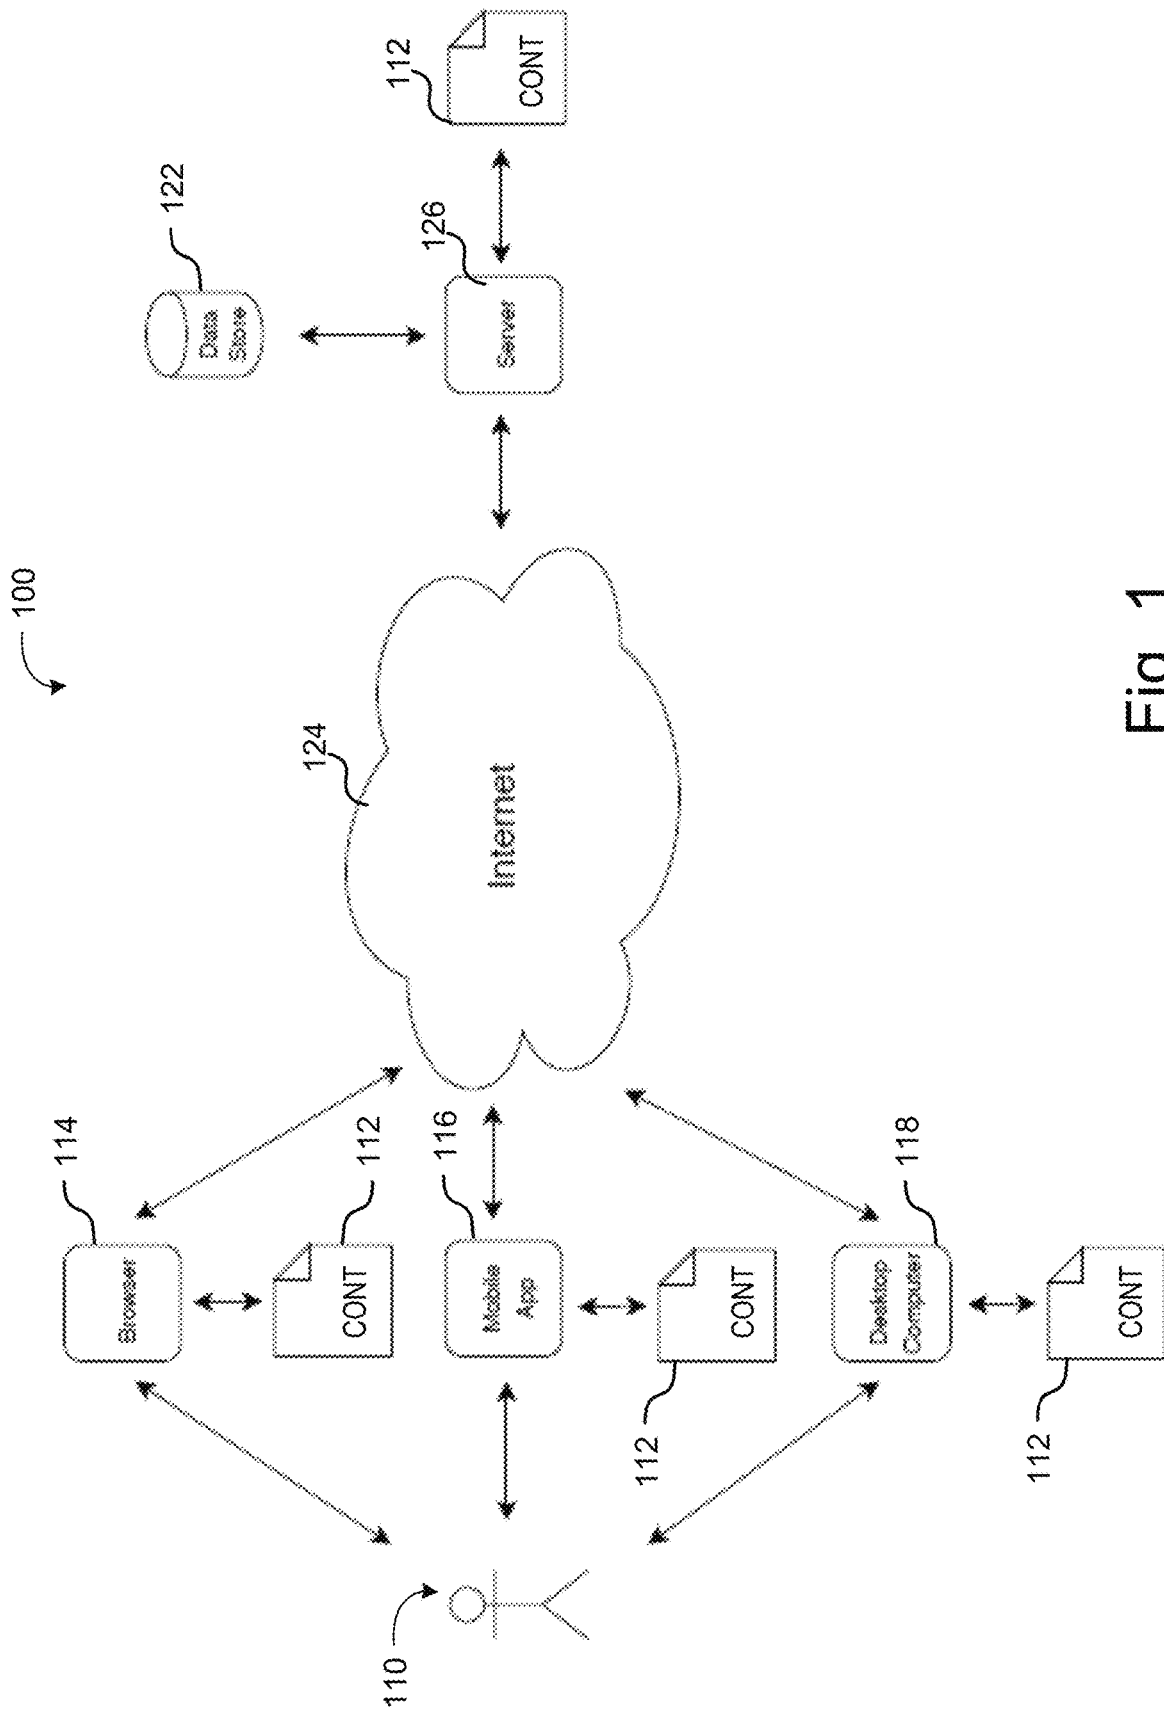 100
114
Browser
112
CONT
116
Mobile
App
112
CONT
118
Desktop
Computer
112
CONT
110
124
Internet
122
Data
Store
126
Server
112
CONT
Fig. 1